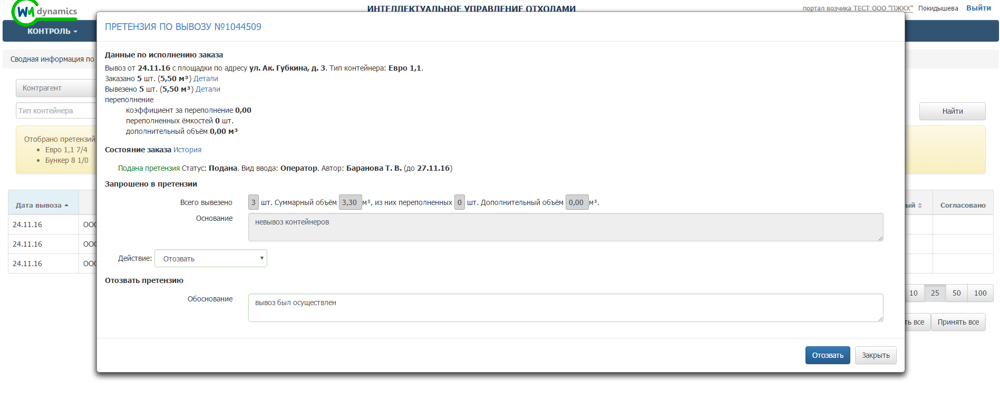 WM dynamics
ИНТЕЛЛЕКТУАЛЬНОЕ УПРАВЛЕНИЕ ОТХОДАМИ
портал возчика ТЕСТ ООО "ПЖКХ" Покидышева Выйти
КОНТРОЛЬ
ПРЕТЕНЗИЯ ПО ВЫВОЗУ №1044509
Сводная информация по
Данные по исполнению заказа
Вывоз от 24.11.16 с площадки по адресу ул. Ак. Губкина, д. 3. Тип контейнера: Евро 1,1.
Заказано 5 шт. (5,50 м³) Детали
Вывезено 5 шт. (5,50 м³) Детали
переполнение
коэффициент за переполнение 0,00
переполненных ёмкостей 0 шт.
дополнительный объём 0,00 м³
Контрагент
Тип контейнера
Найти
Отобрано претензий
Евро 1,1 7/4
Бункер 8 1/0
Состояние заказа История
Подана претензия Статус: Подана. Вид ввода: Оператор. Автор: Баранова Т. В. (до 27.11.16)
Запрошено в претензии
Всего вывезено 3 шт. Суммарный объём 3,30 м³, из них переполненных 0 шт. Дополнительный объём 0,00 м³.
Основание невывоз контейнеров
Дата вывоза ый Согласовано
24.11.16 ООО
24.11.16 ООО
24.11.16 ООО
Действие: Отозвать
Отозвать претензию
Обоснование вывоз был осуществлен
10 25 50 100
ть все Принять все
Отозвать Закрыть